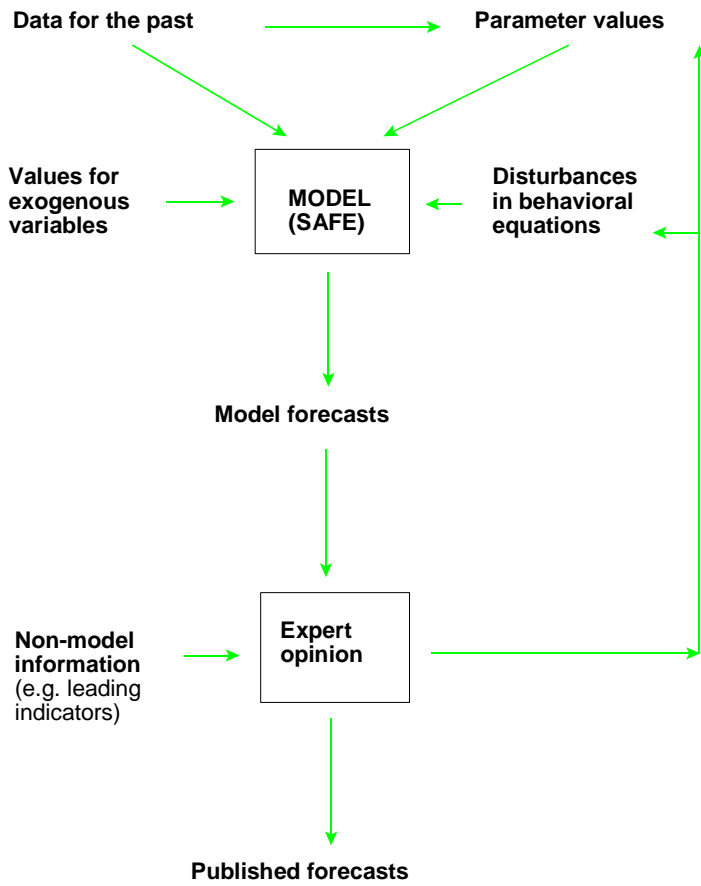 Data for the past
Parameter values
Values for
exogenous
variables
MODEL
(SAFE)
Disturbances
in behavioral
equations
Model forecasts
Non-model
information
(e.g. leading
indicators)
Expert
opinion
Published forecasts